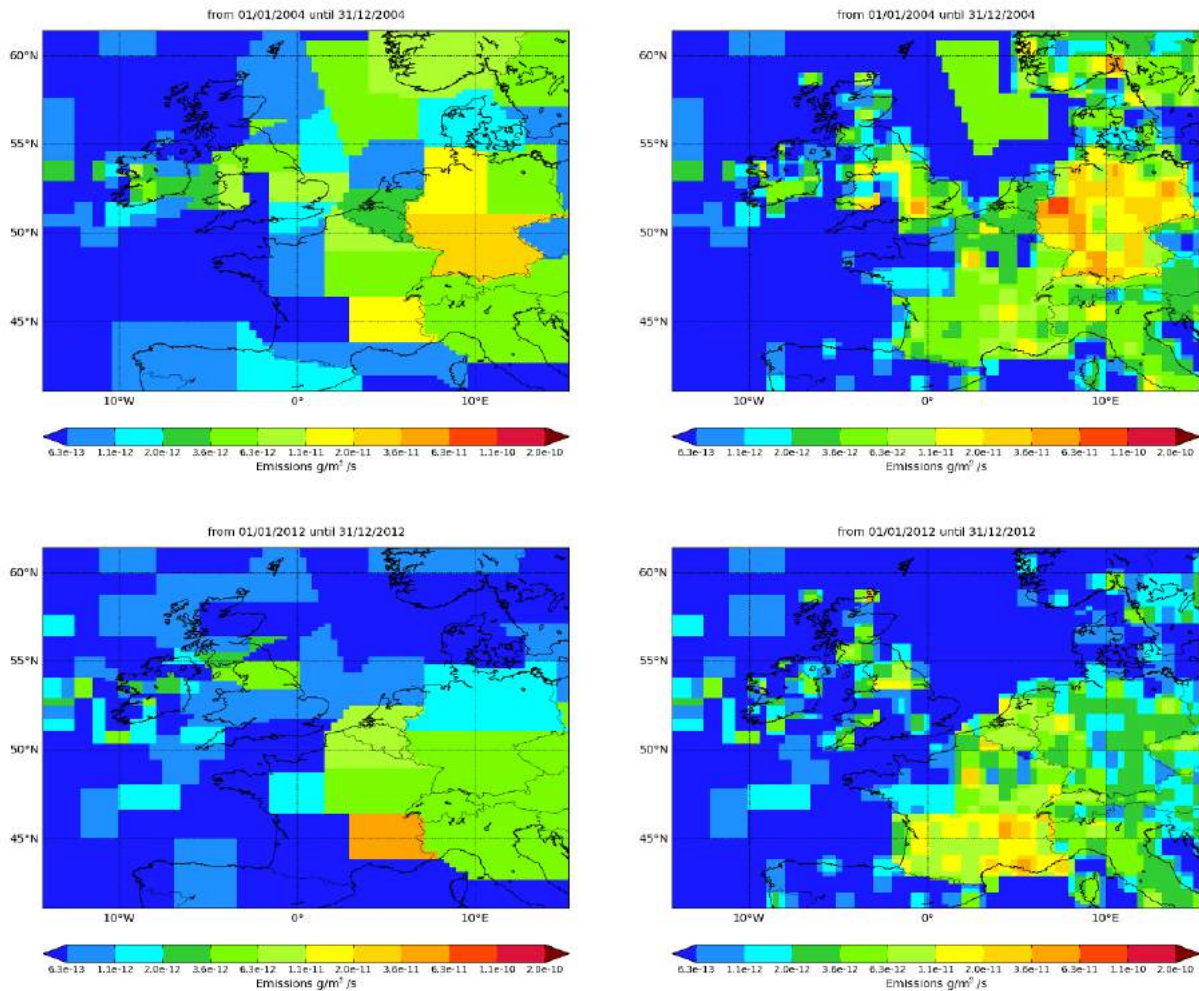 from 01/01/2004 until 31/12/2004
60°N
55°N
50°N
45°N
10°W 0° 10°E
6.3e-13 1.1e-12 2.0e-12 3.6e-12 6.3e-12 1.1e-11 2.0e-11 3.6e-11 6.3e-11 1.1e-10 2.0e-10
Emissions g/m² /s
from 01/01/2004 until 31/12/2004
60°N
55°N
50°N
45°N
10°W 0° 10°E
6.3e-13 1.1e-12 2.0e-12 3.6e-12 6.3e-12 1.1e-11 2.0e-11 3.6e-11 6.3e-11 1.1e-10 2.0e-10
Emissions g/m² /s
from 01/01/2012 until 31/12/2012
60°N
55°N
50°N
45°N
10°W 0° 10°E
6.3e-13 1.1e-12 2.0e-12 3.6e-12 6.3e-12 1.1e-11 2.0e-11 3.6e-11 6.3e-11 1.1e-10 2.0e-10
Emissions g/m² /s
from 01/01/2012 until 31/12/2012
60°N
55°N
50°N
45°N
10°W 0° 10°E
6.3e-13 1.1e-12 2.0e-12 3.6e-12 6.3e-12 1.1e-11 2.0e-11 3.6e-11 6.3e-11 1.1e-10 2.0e-10
Emissions g/m² /s